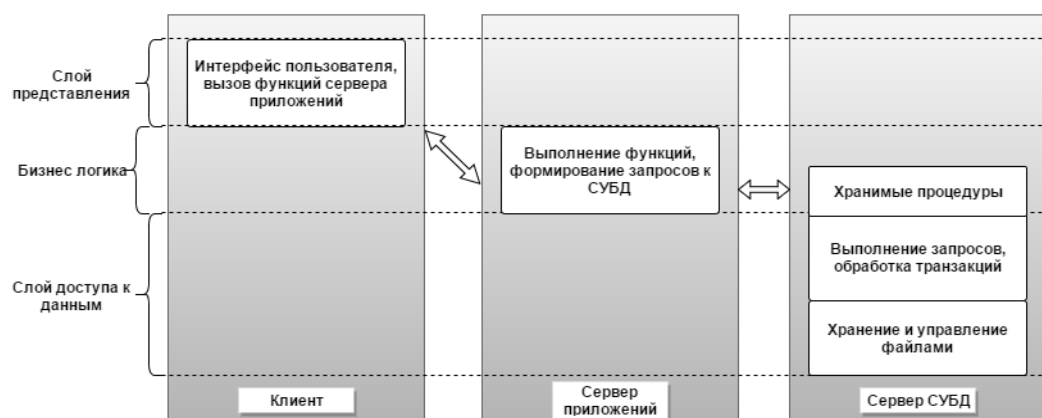 Слой
представления
Бизнес логика
Слой доступа к
данным
Интерфейс пользователя,
вызов функций сервера
приложений
Выполнение функций,
формирование запросов к
СУБД
Хранимые процедуры
Выполнение запросов,
обработка транзакций
Хранение и управление
файлами
Клиент
Сервер
приложений
Сервер СУБД